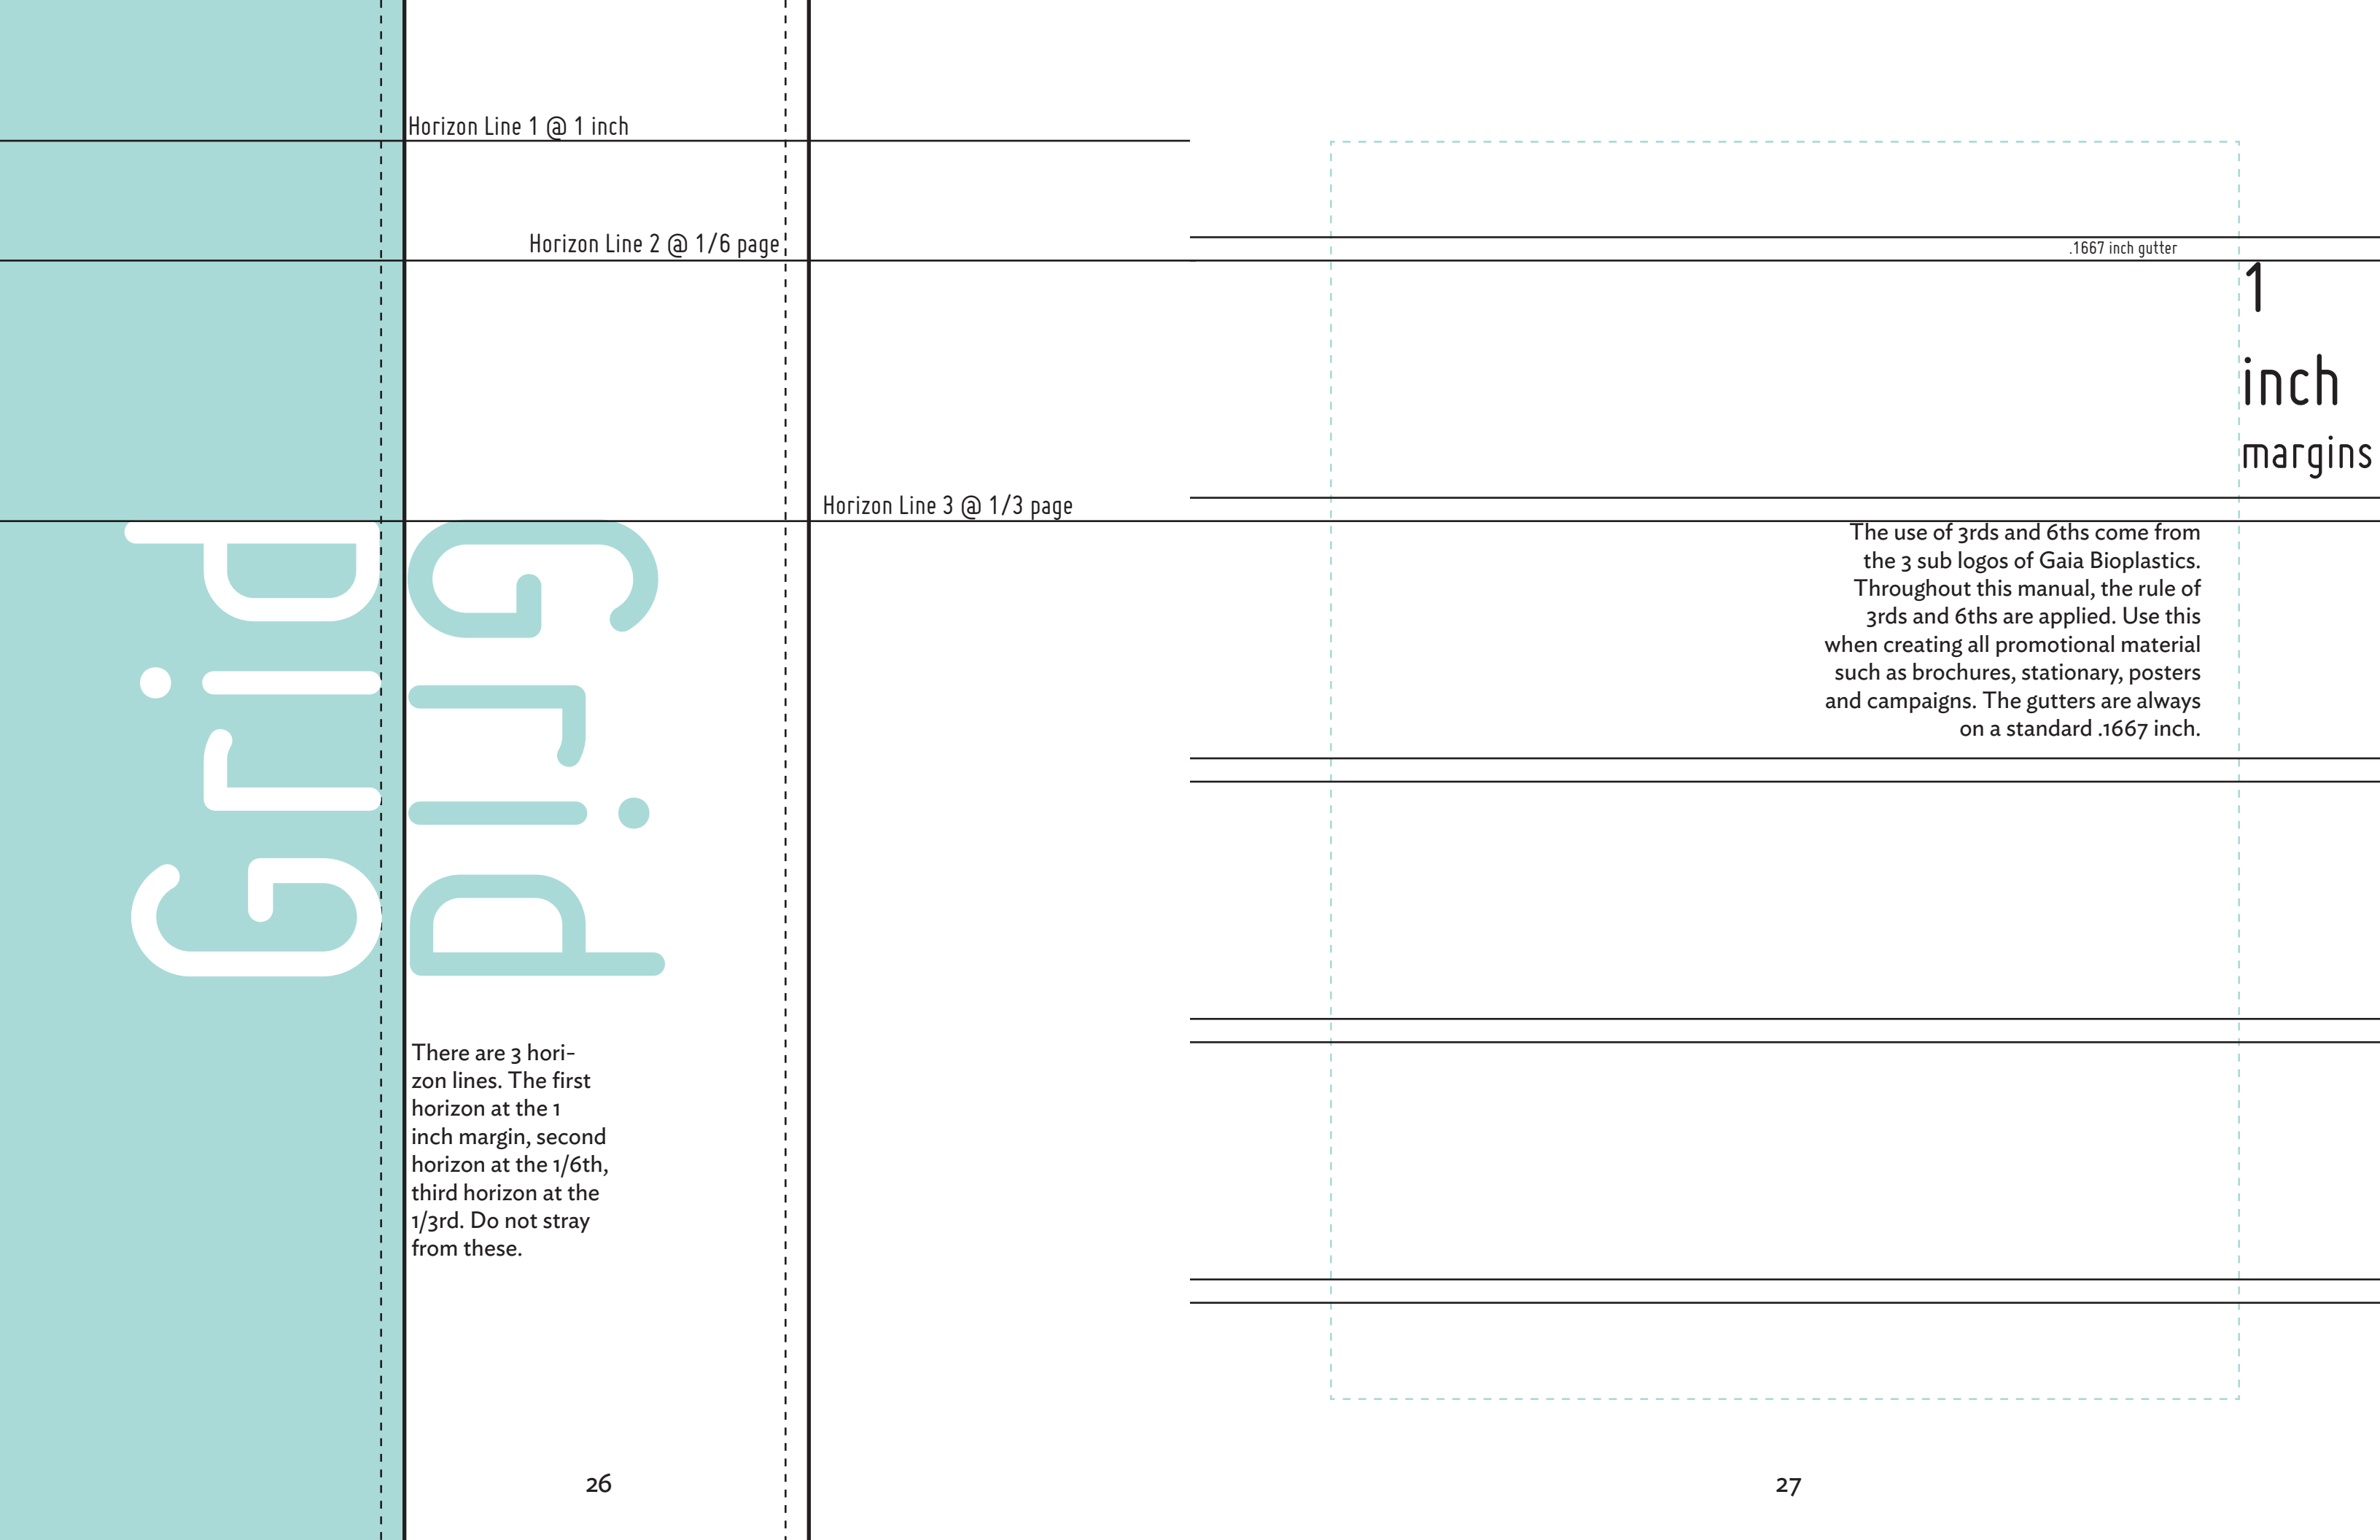 Horizon Line 1 @ 1 inch
Horizon Line 2 @ 1/6 page
Horizon Line 3 @ 1/3 page
Grid
Grid
There are 3 hori-
zon lines. The first
horizon at the 1
inch margin, second
horizon at the 1/6th,
third horizon at the
1/3rd. Do not stray
from these.
26
.1667 inch gutter
1
inch
margins
The use of 3rds and 6ths come from
the 3 sub logos of Gaia Bioplastics.
Throughout this manual, the rule of
3rds and 6ths are applied. Use this
when creating all promotional material
such as brochures, stationary, posters
and campaigns. The gutters are always
on a standard .1667 inch.
27